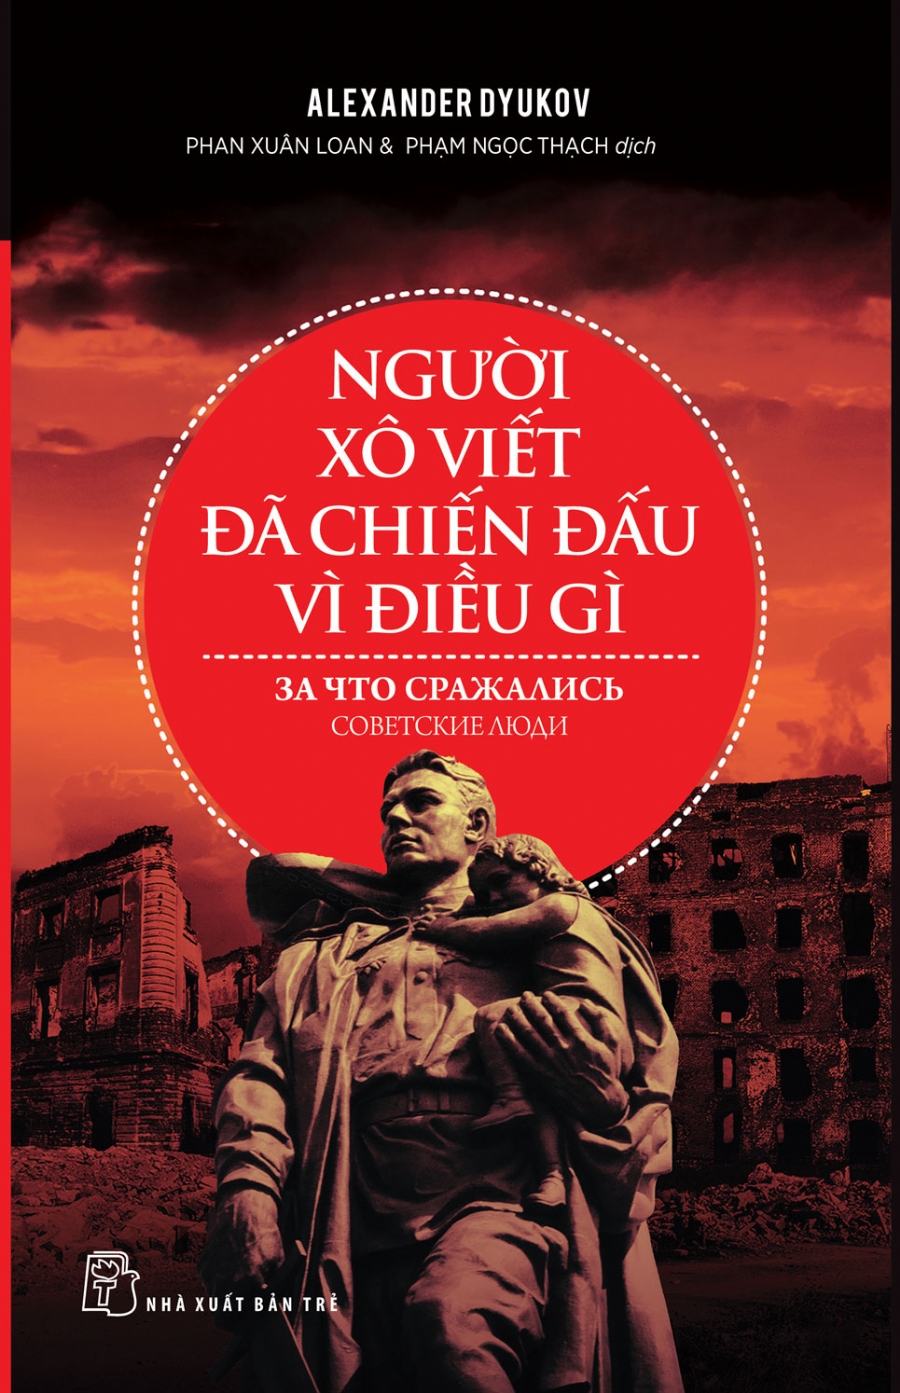 ALEXANDER DYUKOV
PHAN XUÂN LOAN & PHẠM NGỌC THẠCH dịch
NGƯỜI
XÔ VIẾT
ĐÃ CHIẾN ĐẤU
VÌ ĐIỀU GÌ
ЗА ЧТО СРАЖАЛИСЬ
СОВЕТСКИЕ ЛЮДИ
T
NHÀ XUẤT BẢN TRẺ